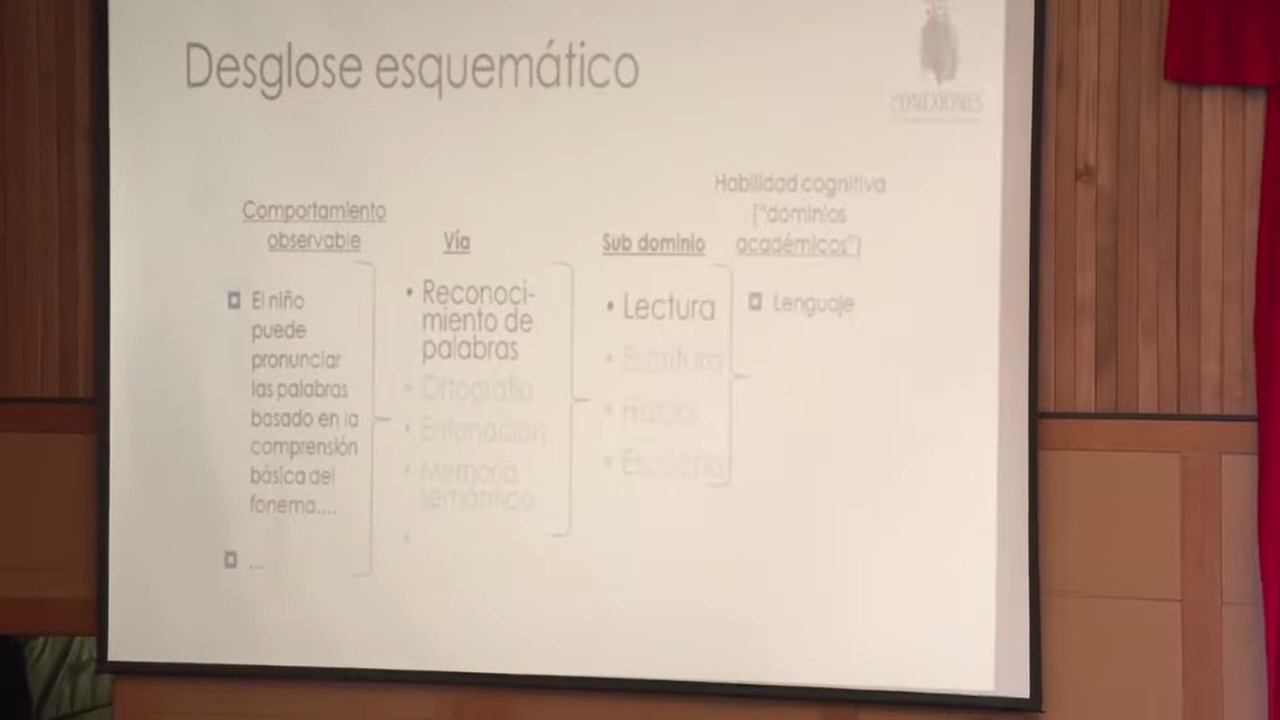 Desglose esquemático
CONEXIONES
Comportamiento
observable
Vía
Sub dominio
Habilidad cognitiva
("dominios
académicos")
El niño
puede
pronunciar
las palabras
basado en la
comprensión
básica del
fonema....
...
• Reconoci-
miento de
palabras
• Ortografía
• Entonación
• Memoria
semántica
•
• Lectura
• Escritura
• Habla
• Escucha
Lenguaje